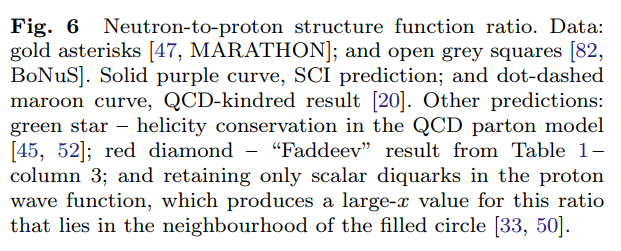 Fig. 6 Neutron-to-proton structure function ratio. Data:
gold asterisks [47, MARATHON]; and open grey squares [82,
BoNuS]. Solid purple curve, SCI prediction; and dot-dashed
maroon curve, QCD-kindred result [20]. Other predictions:
green star – helicity conservation in the QCD parton model
[45, 52]; red diamond – “Faddeev” result from Table 1–
column 3; and retaining only scalar diquarks in the proton
wave function, which produces a large-x value for this ratio
that lies in the neighbourhood of the filled circle [33, 50].